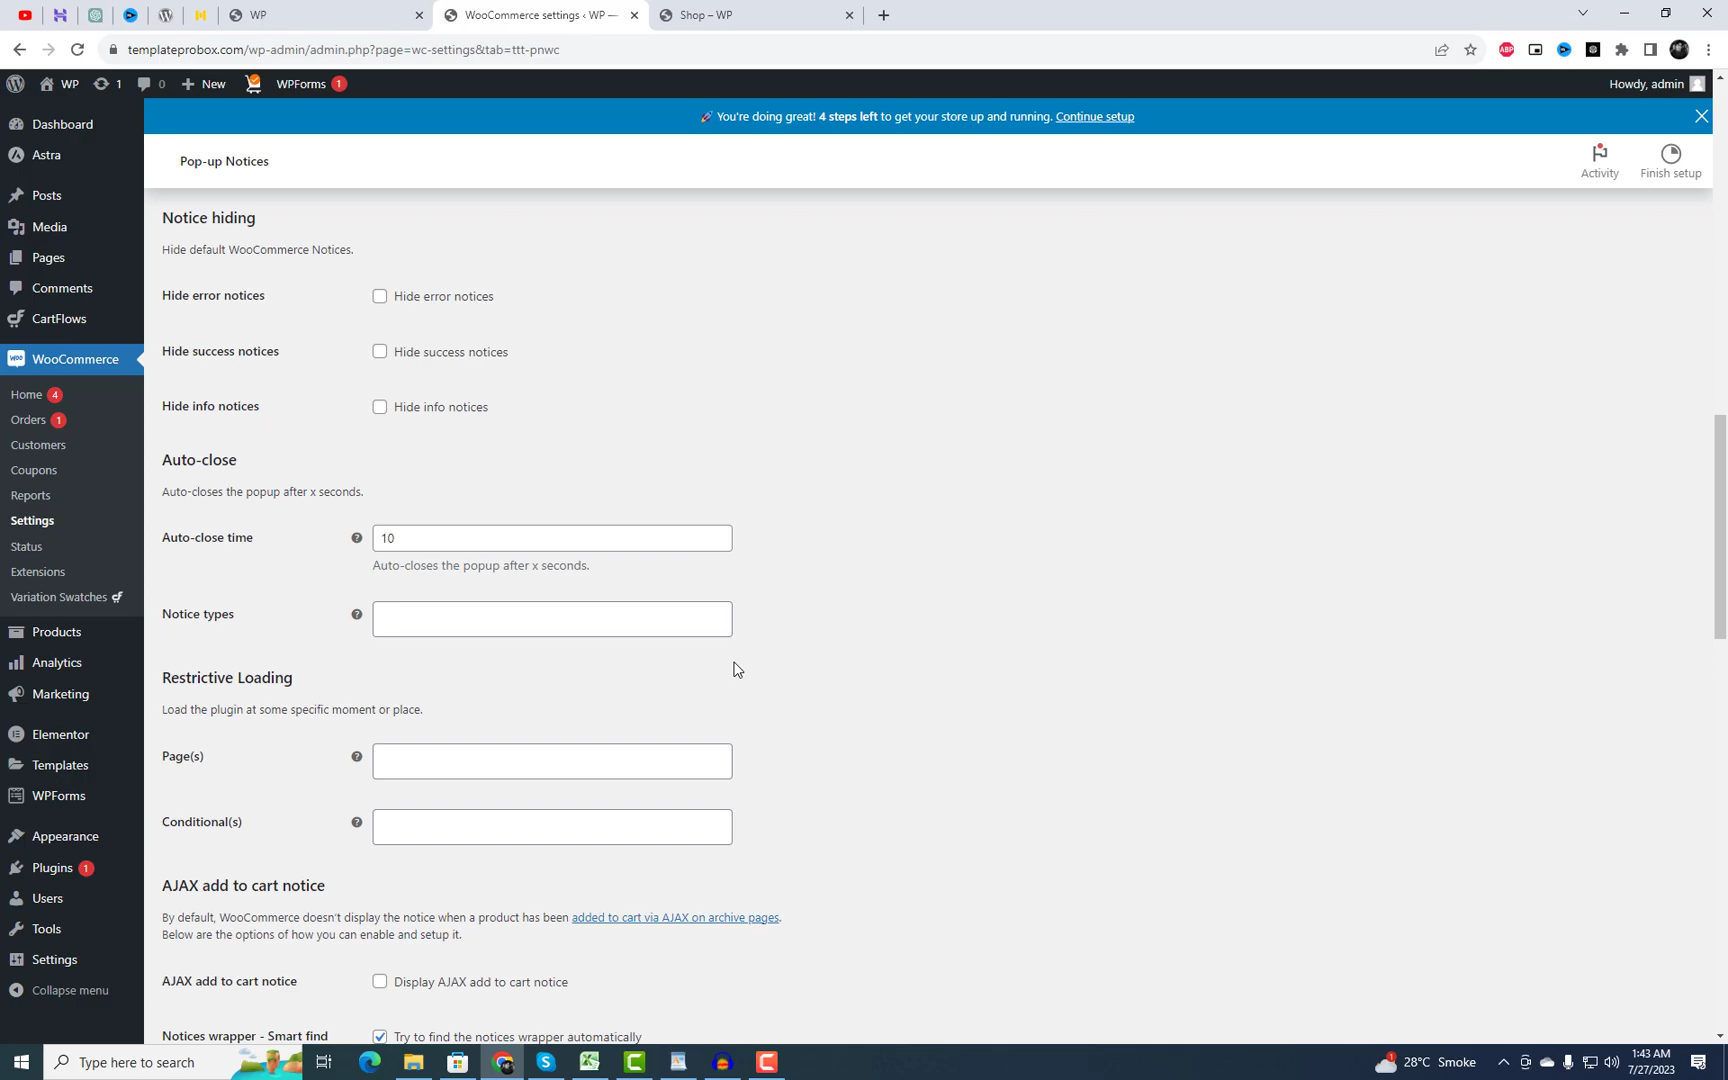 WP
WooCommerce settings ‹ WP —
Shop – WP
templateprobox.com/wp-admin/admin.php?page=wc-settings&tab=ttt-pnwc
ABP
WP
1
0
New
WPForms 1
Howdy, admin
🚀 You're doing great! 4 steps left to get your store up and running. Continue setup
Pop-up Notices
Activity
Finish setup
Dashboard
Astra
Posts
Media
Pages
Comments
CartFlows
WooCommerce
Home 4
Orders 1
Customers
Coupons
Reports
Settings
Status
Extensions
Variation Swatches
Products
Analytics
Marketing
Elementor
Templates
WPForms
Appearance
Plugins 1
Users
Tools
Settings
Collapse menu
Notice hiding
Hide default WooCommerce Notices.
Hide error notices
Hide error notices
Hide success notices
Hide success notices
Hide info notices
Hide info notices
Auto-close
Auto-closes the popup after x seconds.
Auto-close time
10
Auto-closes the popup after x seconds.
Notice types
Restrictive Loading
Load the plugin at some specific moment or place.
Page(s)
Conditional(s)
AJAX add to cart notice
By default, WooCommerce doesn't display the notice when a product has been added to cart via AJAX on archive pages.
Below are the options of how you can enable and setup it.
AJAX add to cart notice
Display AJAX add to cart notice
Notices wrapper - Smart find
Try to find the notices wrapper automatically
Type here to search
28°C Smoke
1:43 AM
7/27/2023